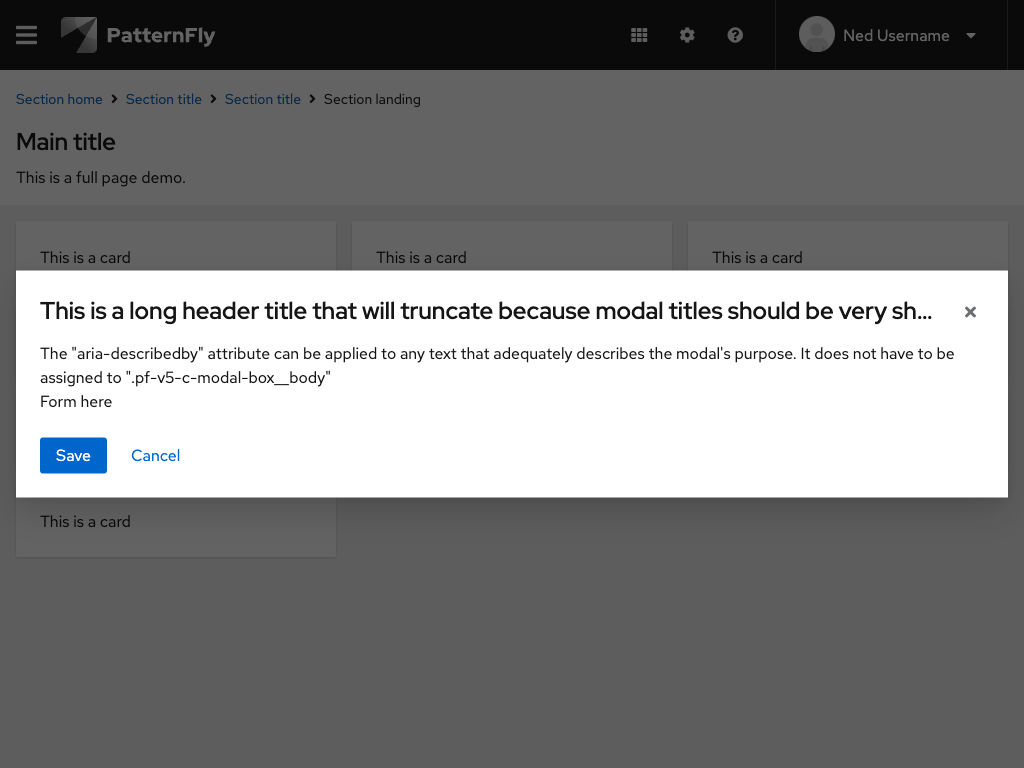 PatternFly
Ned Username
Section home
Section title
Section title
Section landing
Main title
This is a full page demo.
This is a card
This is a card
This is a card
This is a long header title that will truncate because modal titles should be very sh...
The "aria-describedby" attribute can be applied to any text that adequately describes the modal's purpose. It does not have to be
assigned to ".pf-v5-c-modal-box__body"
Form here
Save
Cancel
This is a card